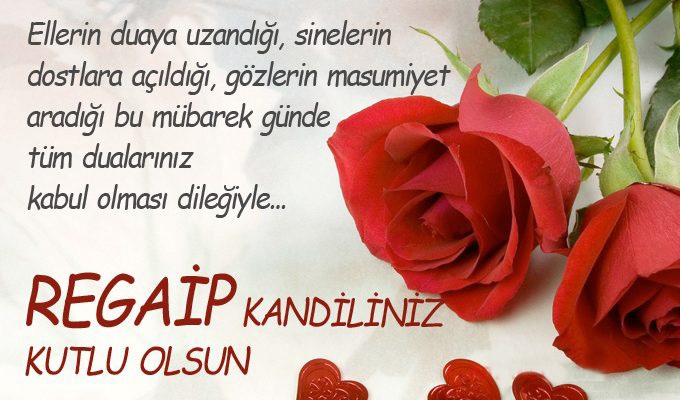 Ellerin duaya uzandığı, sinelerin
dostlara açıldığı, gözlerin masumiyet
aradığı bu mübarek günde
tüm dualarınız
kabul olması dileğiyle...
REGAİP KANDİLİNİZ
KUTLU OLSUN